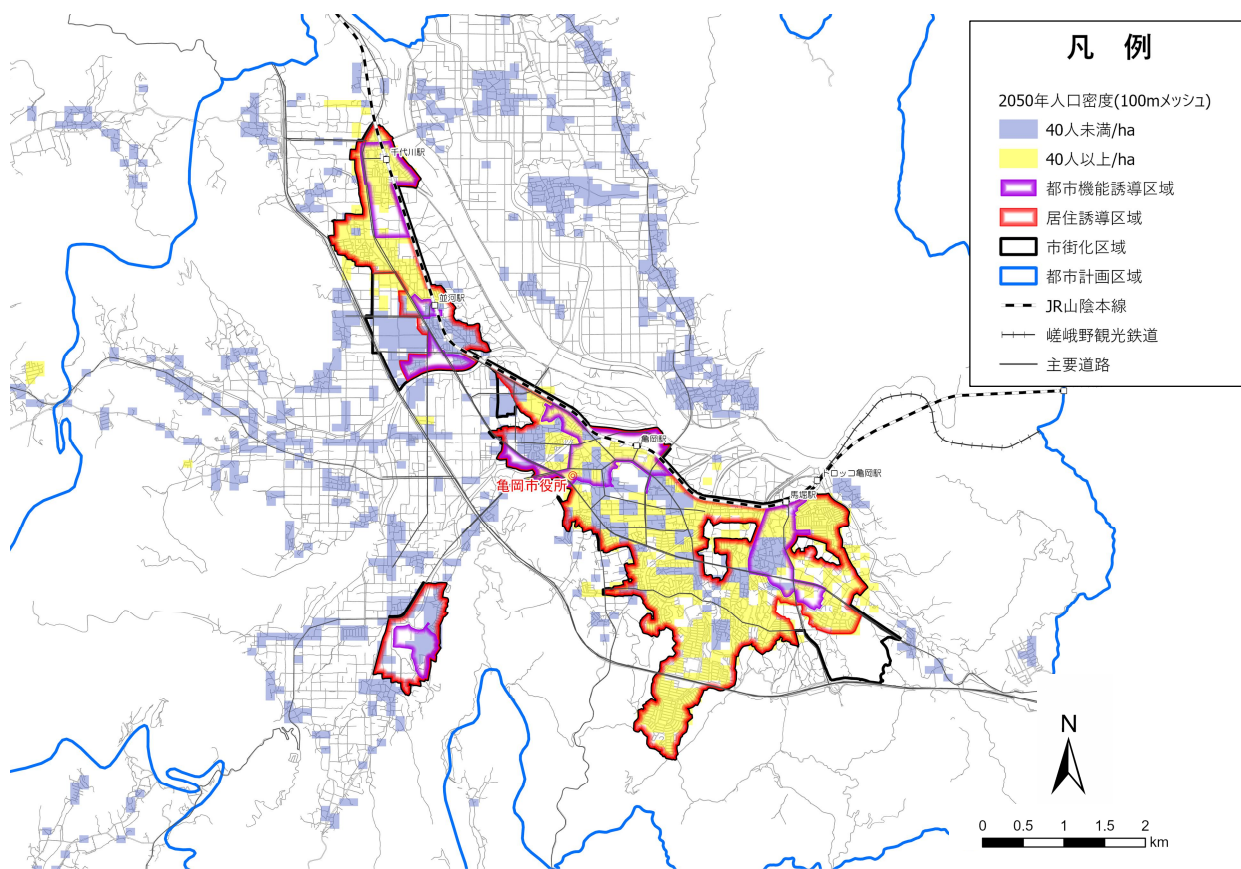 凡 例
2050年人口密度(100mメッシュ)
40人未満/ha
40人以上/ha
都市機能誘導区域
居住誘導区域
市街化区域
都市計画区域
JR山陰本線
嵯峨野観光鉄道
主要道路
千代川駅
並河駅
亀岡駅
亀岡市役所
トロッコ亀岡駅
馬堀駅
N
0 0.5 1 1.5 2
km